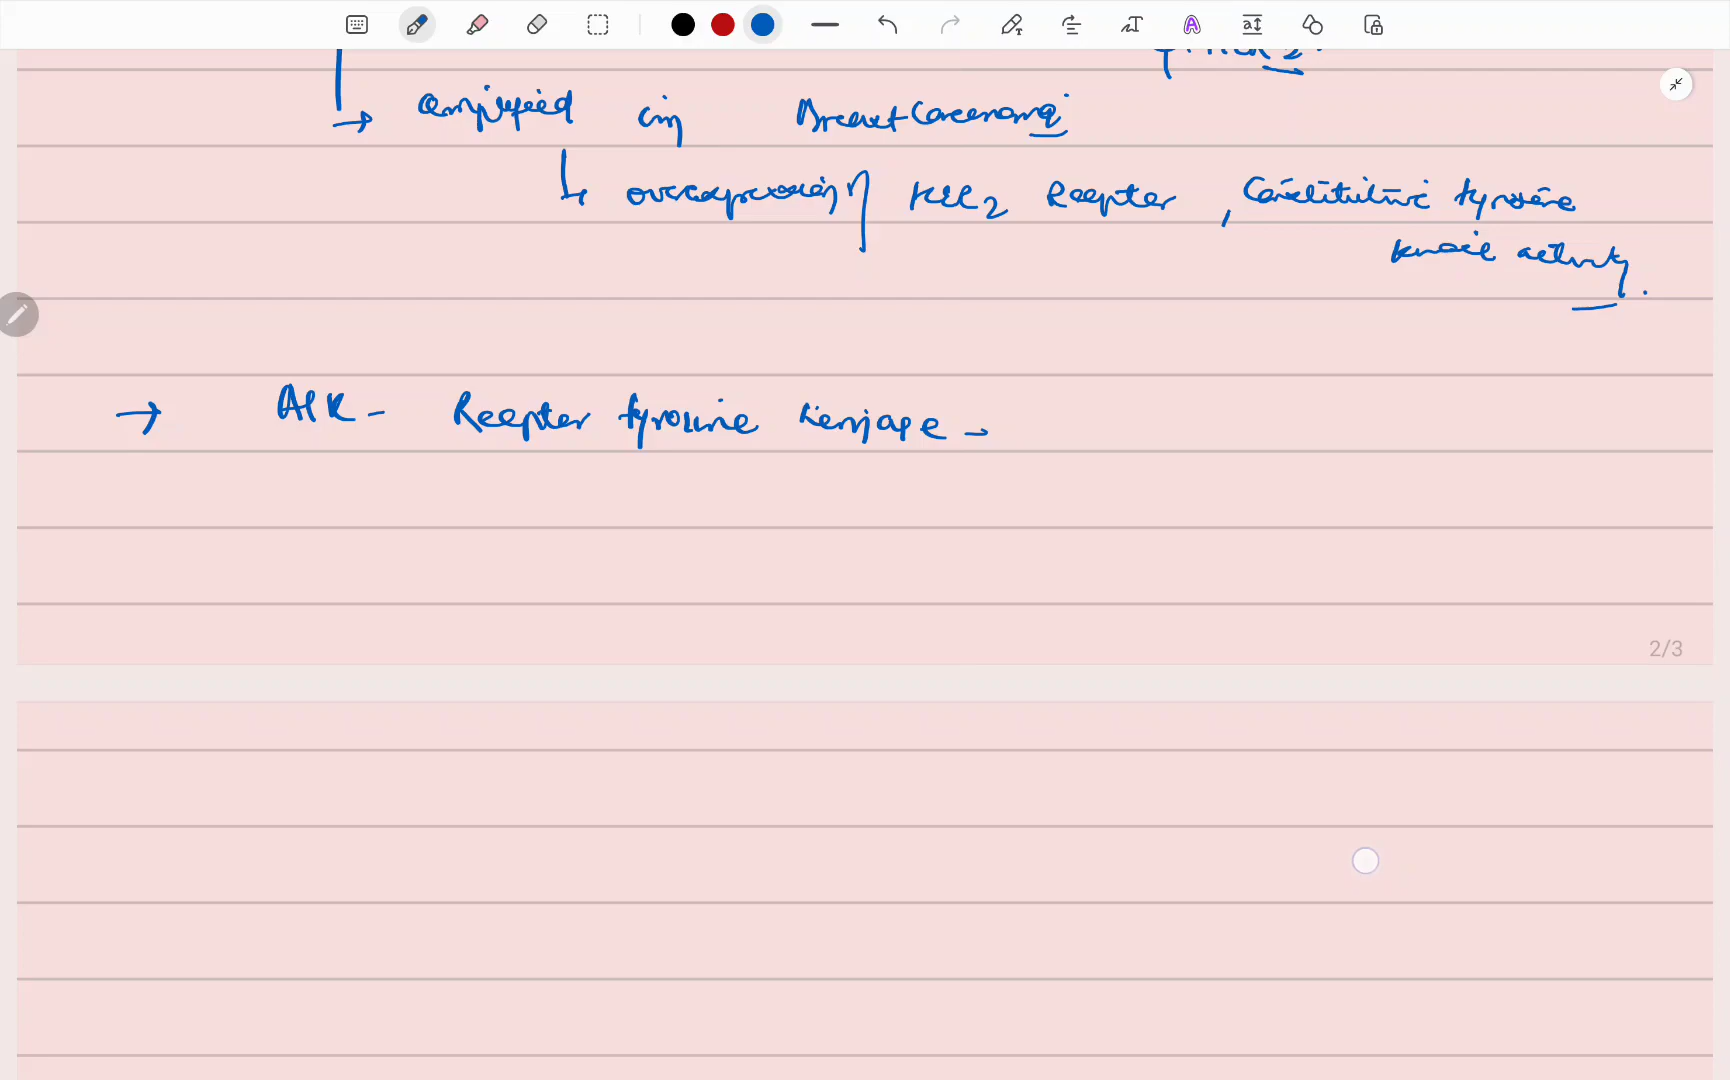 → amplified in Breast Carcinoma
↳ overexpression of HER2 Receptor, Constitutive tyrosine
kinase activity.
→ ALK - Receptor tyrosine kinase -
2/3